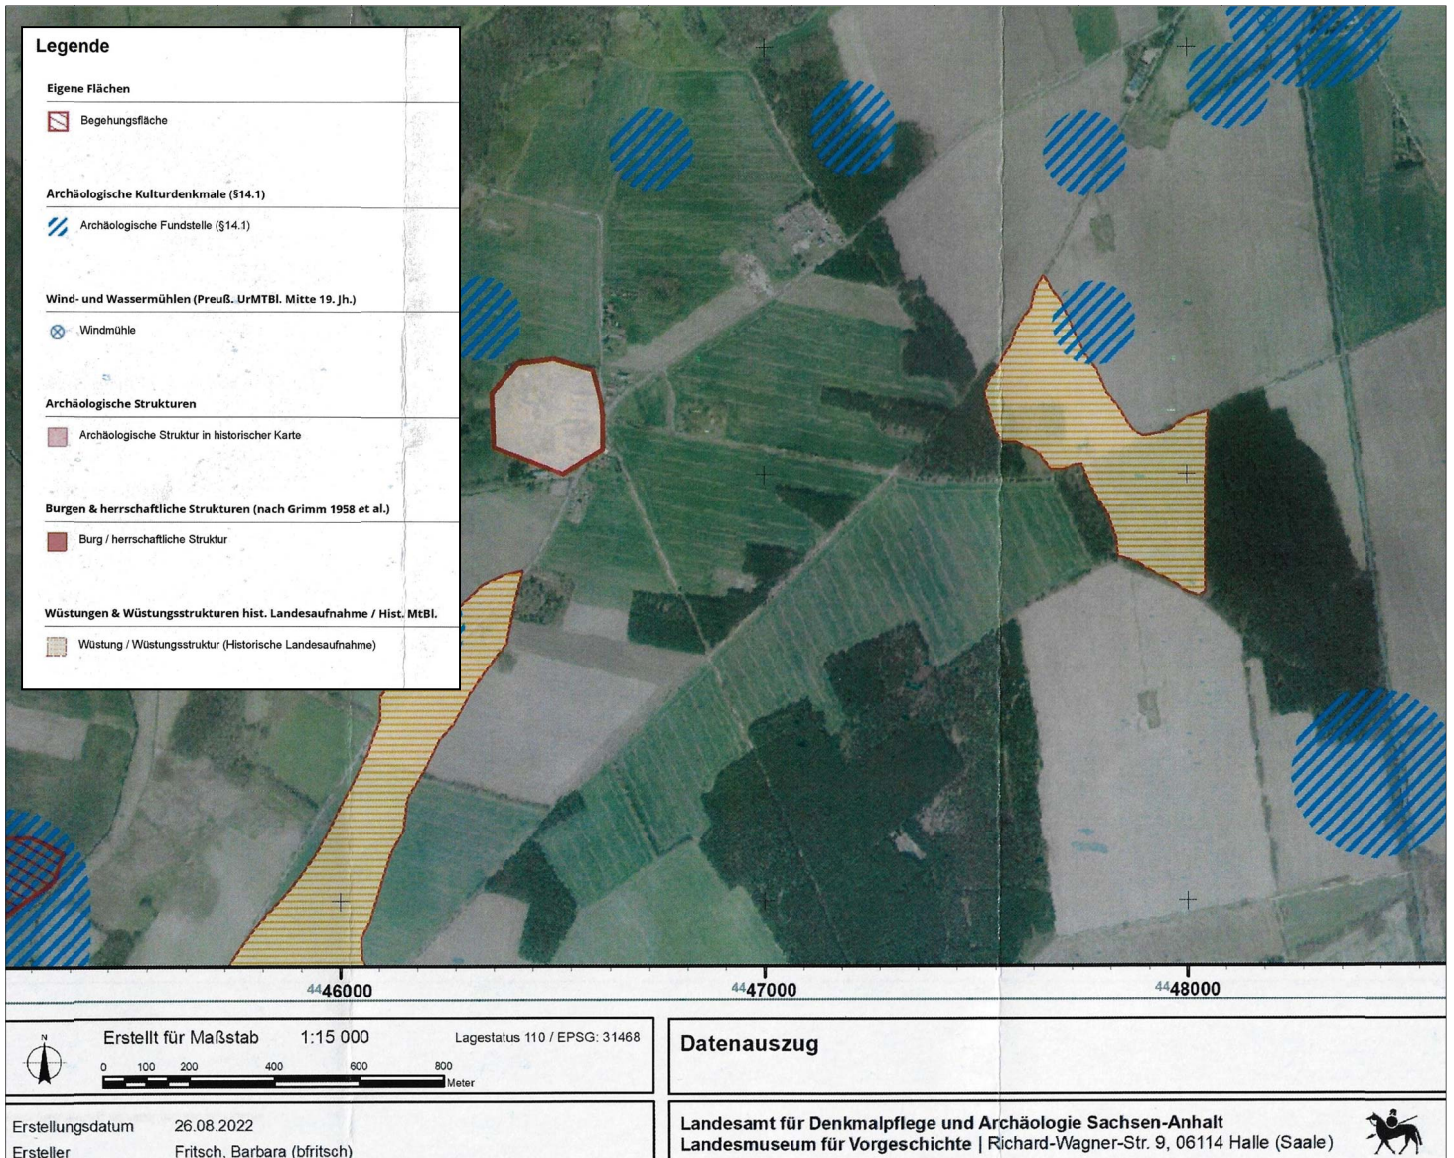 Legende
Eigene Flächen
Begehungsfläche
Archäologische Kulturdenkmale (§14.1)
Archäologische Fundstelle (§14.1)
Wind- und Wassermühlen (Preuß. UrMTBl. Mitte 19. Jh.)
Windmühle
Archäologische Strukturen
Archäologische Struktur in historischer Karte
Burgen & herrschaftliche Strukturen (nach Grimm 1958 et al.)
Burg / herrschaftliche Struktur
Wüstungen & Wüstungsstrukturen hist. Landesaufnahme / Hist. MtBl.
Wüstung / Wüstungsstruktur (Historische Landesaufnahme)
4446000 4447000 4448000
N
Erstellt für Maßstab 1:15 000 Lagestatus 110 / EPSG: 31468
0 100 200 400 600 800
Meter
Datenauszug
Erstellungsdatum 26.08.2022
Ersteller Fritsch, Barbara (bfritsch)
Landesamt für Denkmalpflege und Archäologie Sachsen-Anhalt
Landesmuseum für Vorgeschichte | Richard-Wagner-Str. 9, 06114 Halle (Saale)